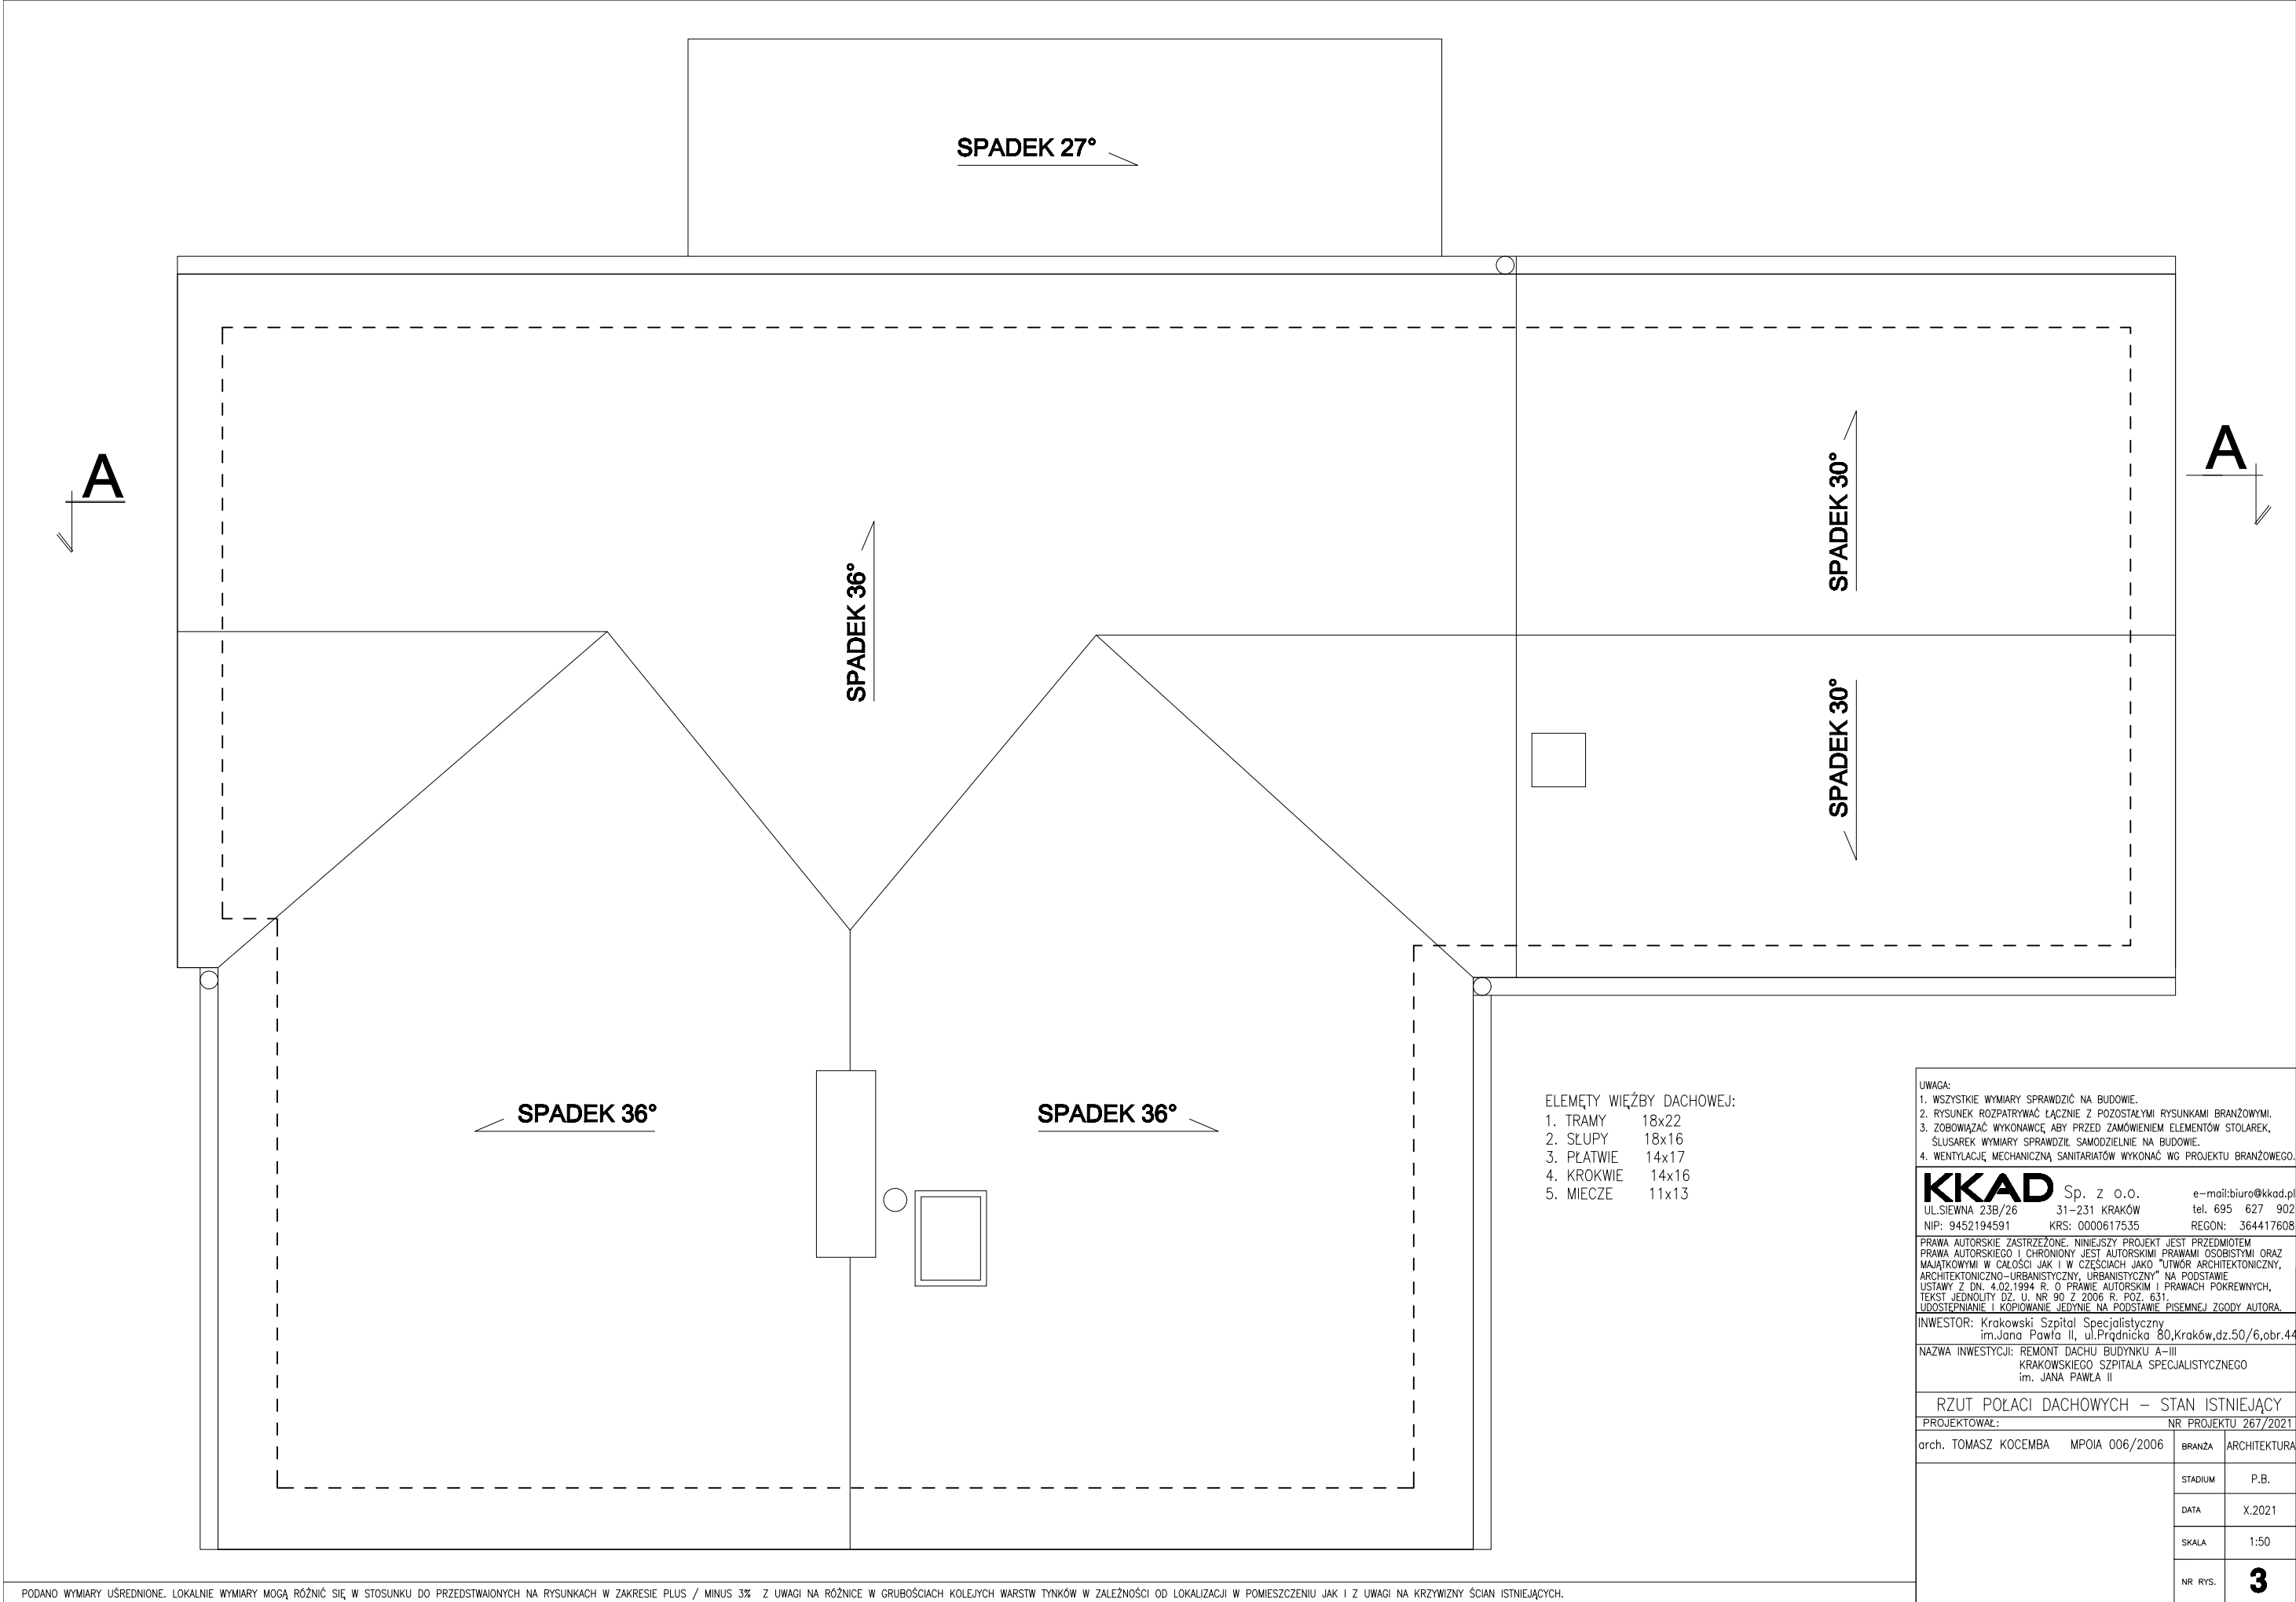 SPADEK 27°
A
A
SPADEK 30°
SPADEK 36°
SPADEK 30°
SPADEK 36°
SPADEK 36°
ELEMĘTY WIĘŹBY DACHOWEJ:
1. TRAMY 18x22
2. SŁUPY 18x16
3. PŁATWIE 14x17
4. KROKWIE 14x16
5. MIECZE 11x13
UWAGA:
1. WSZYSTKIE WYMIARY SPRAWDZIĆ NA BUDOWIE.
2. RYSUNEK ROZPATRYWAĆ ŁĄCZNIE Z POZOSTAŁYMI RYSUNKAMI BRANŻOWYMI.
3. ZOBOWIĄZAĆ WYKONAWCĘ ABY PRZED ZAMÓWIENIEM ELEMENTÓW STOLAREK,
ŚLUSAREK WYMIARY SPRAWDZIŁ SAMODZIELNIE NA BUDOWIE.
4. WENTYLACJĘ MECHANICZNĄ SANITARIATÓW WYKONAĆ WG PROJEKTU BRANŻOWEGO.
KKAD Sp. z o.o. e-mail:biuro@kkad.pl
UL.SIEWNA 23B/26 31-231 KRAKÓW tel. 695 627 902
NIP: 9452194591 KRS: 0000617535 REGON: 364417608
PRAWA AUTORSKIE ZASTRZEŻONE. NINIEJSZY PROJEKT JEST PRZEDMIOTEM
PRAWA AUTORSKIEGO I CHRONIONY JEST AUTORSKIMI PRAWAMI OSOBISTYMI ORAZ
MAJĄTKOWYMI W CAŁOŚCI JAK I W CZĘŚCIACH JAKO "UTWÓR ARCHITEKTONICZNY,
ARCHITEKTONICZNO-URBANISTYCZNY, URBANISTYCZNY" NA PODSTAWIE
USTAWY Z DN. 4.02.1994 R. O PRAWIE AUTORSKIM I PRAWACH POKREWNYCH,
TEKST JEDNOLITY DZ. U. NR 90 Z 2006 R. POZ. 631.
UDOSTĘPNIANIE I KOPIOWANIE JEDYNIE NA PODSTAWIE PISEMNEJ ZGODY AUTORA.
INWESTOR: Krakowski Szpital Specjalistyczny
im.Jana Pawła II, ul.Prądnicka 80,Kraków,dz.50/6,obr.44
NAZWA INWESTYCJI: REMONT DACHU BUDYNKU A-III
KRAKOWSKIEGO SZPITALA SPECJALISTYCZNEGO
im. JANA PAWŁA II
RZUT POŁACI DACHOWYCH - STAN ISTNIEJĄCY
PROJEKTOWAŁ: NR PROJEKTU 267/2021
arch. TOMASZ KOCEMBA MPOIA 006/2006 BRANŻA ARCHITEKTURA
STADIUM P.B.
DATA X.2021
SKALA 1:50
NR RYS. 3
PODANO WYMIARY UŚREDNIONE. LOKALNIE WYMIARY MOGĄ RÓŻNIĆ SIĘ W STOSUNKU DO PRZEDSTWAIONYCH NA RYSUNKACH W ZAKRESIE PLUS / MINUS 3% Z UWAGI NA RÓŻNICE W GRUBOŚCIACH KOLEJYCH WARSTW TYNKÓW W ZALEŻNOŚCI OD LOKALIZACJI W POMIESZCZENIU JAK I Z UWAGI NA KRZYWIZNY ŚCIAN ISTNIEJĄCYCH.